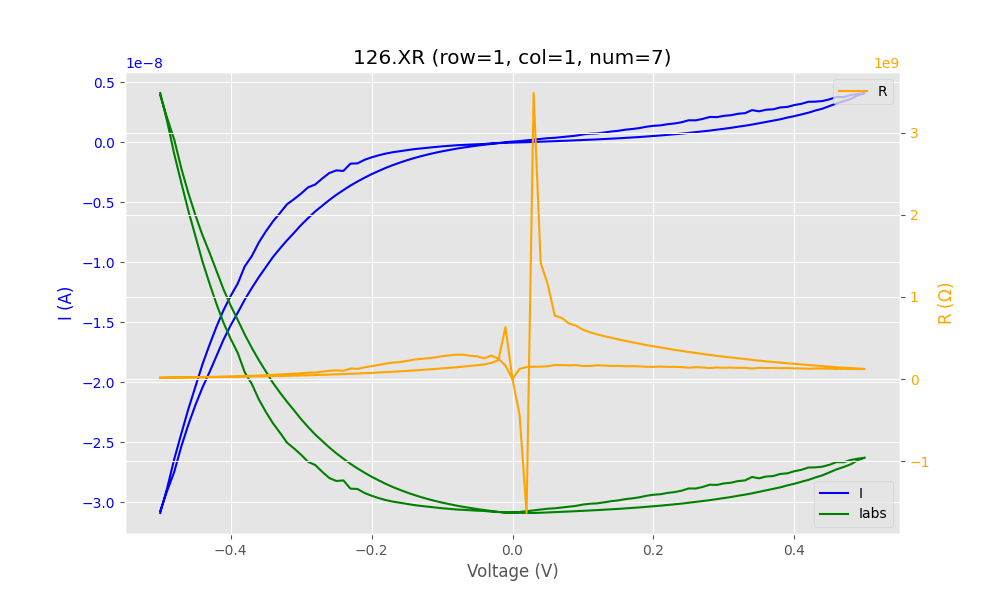 126.XR (row=1, col=1, num=7)
1e−8
1e9
0.5
0.0
−0.5
−1.0
−1.5
−2.0
−2.5
−3.0
I (A)
R
3
2
1
0
−1
R (Ω)
I
Iabs
−0.4
−0.2
0.0
0.2
0.4
Voltage (V)